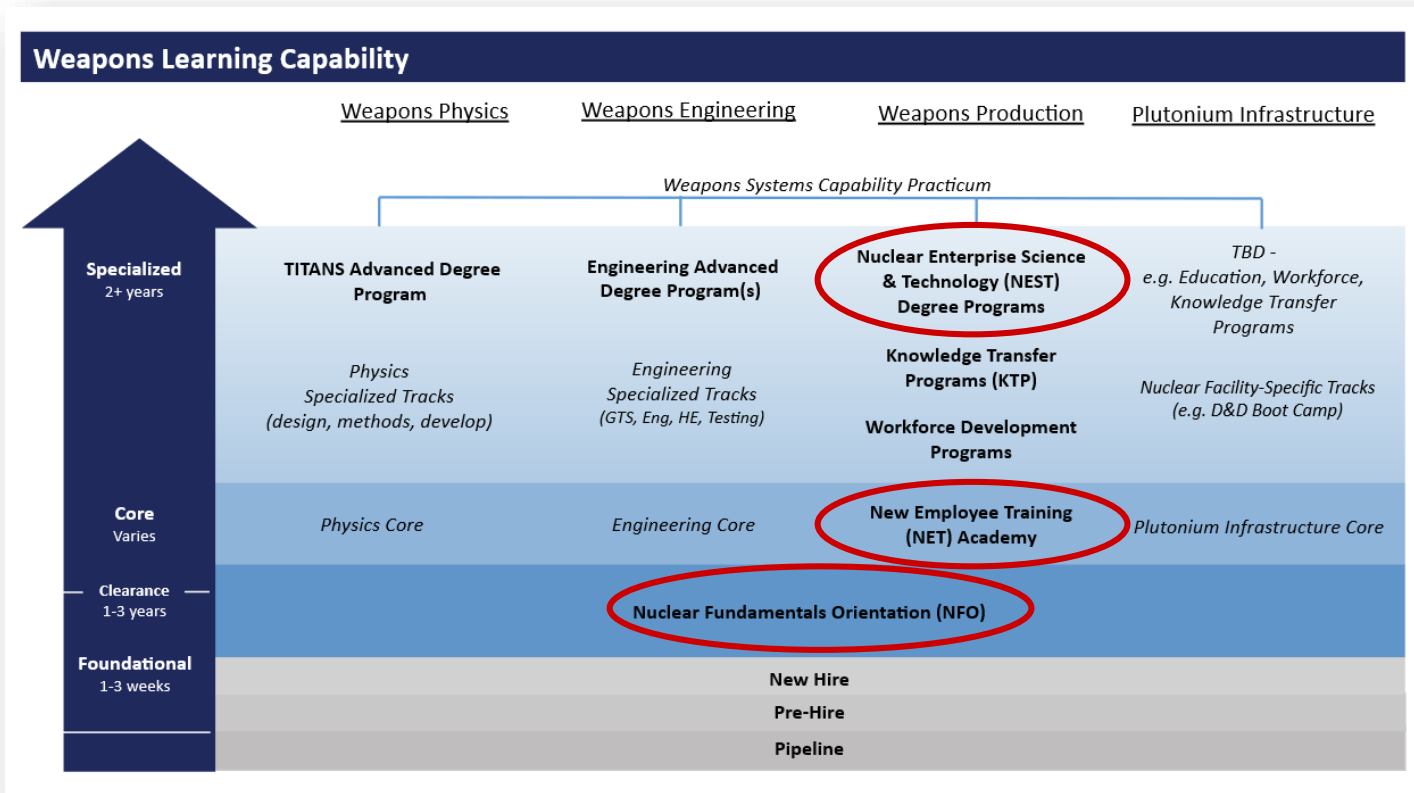 Weapons Learning Capability
Weapons Physics
Weapons Engineering
Weapons Production
Plutonium Infrastructure
Weapons Systems Capability Practicum
Specialized
2+ years
TITANS Advanced Degree
Program
Engineering Advanced
Degree Program(s)
Nuclear Enterprise Science
& Technology (NEST)
Degree Programs
TBD -
e.g. Education, Workforce,
Knowledge Transfer
Programs
Physics
Specialized Tracks
(design, methods, develop)
Engineering
Specialized Tracks
(GTS, Eng, HE, Testing)
Knowledge Transfer
Programs (KTP)
Workforce Development
Programs
Nuclear Facility-Specific Tracks
(e.g. D&D Boot Camp)
Core
Varies
Physics Core
Engineering Core
New Employee Training
(NET) Academy
Plutonium Infrastructure Core
Clearance
1-3 years
Nuclear Fundamentals Orientation (NFO)
Foundational
1-3 weeks
New Hire
Pre-Hire
Pipeline